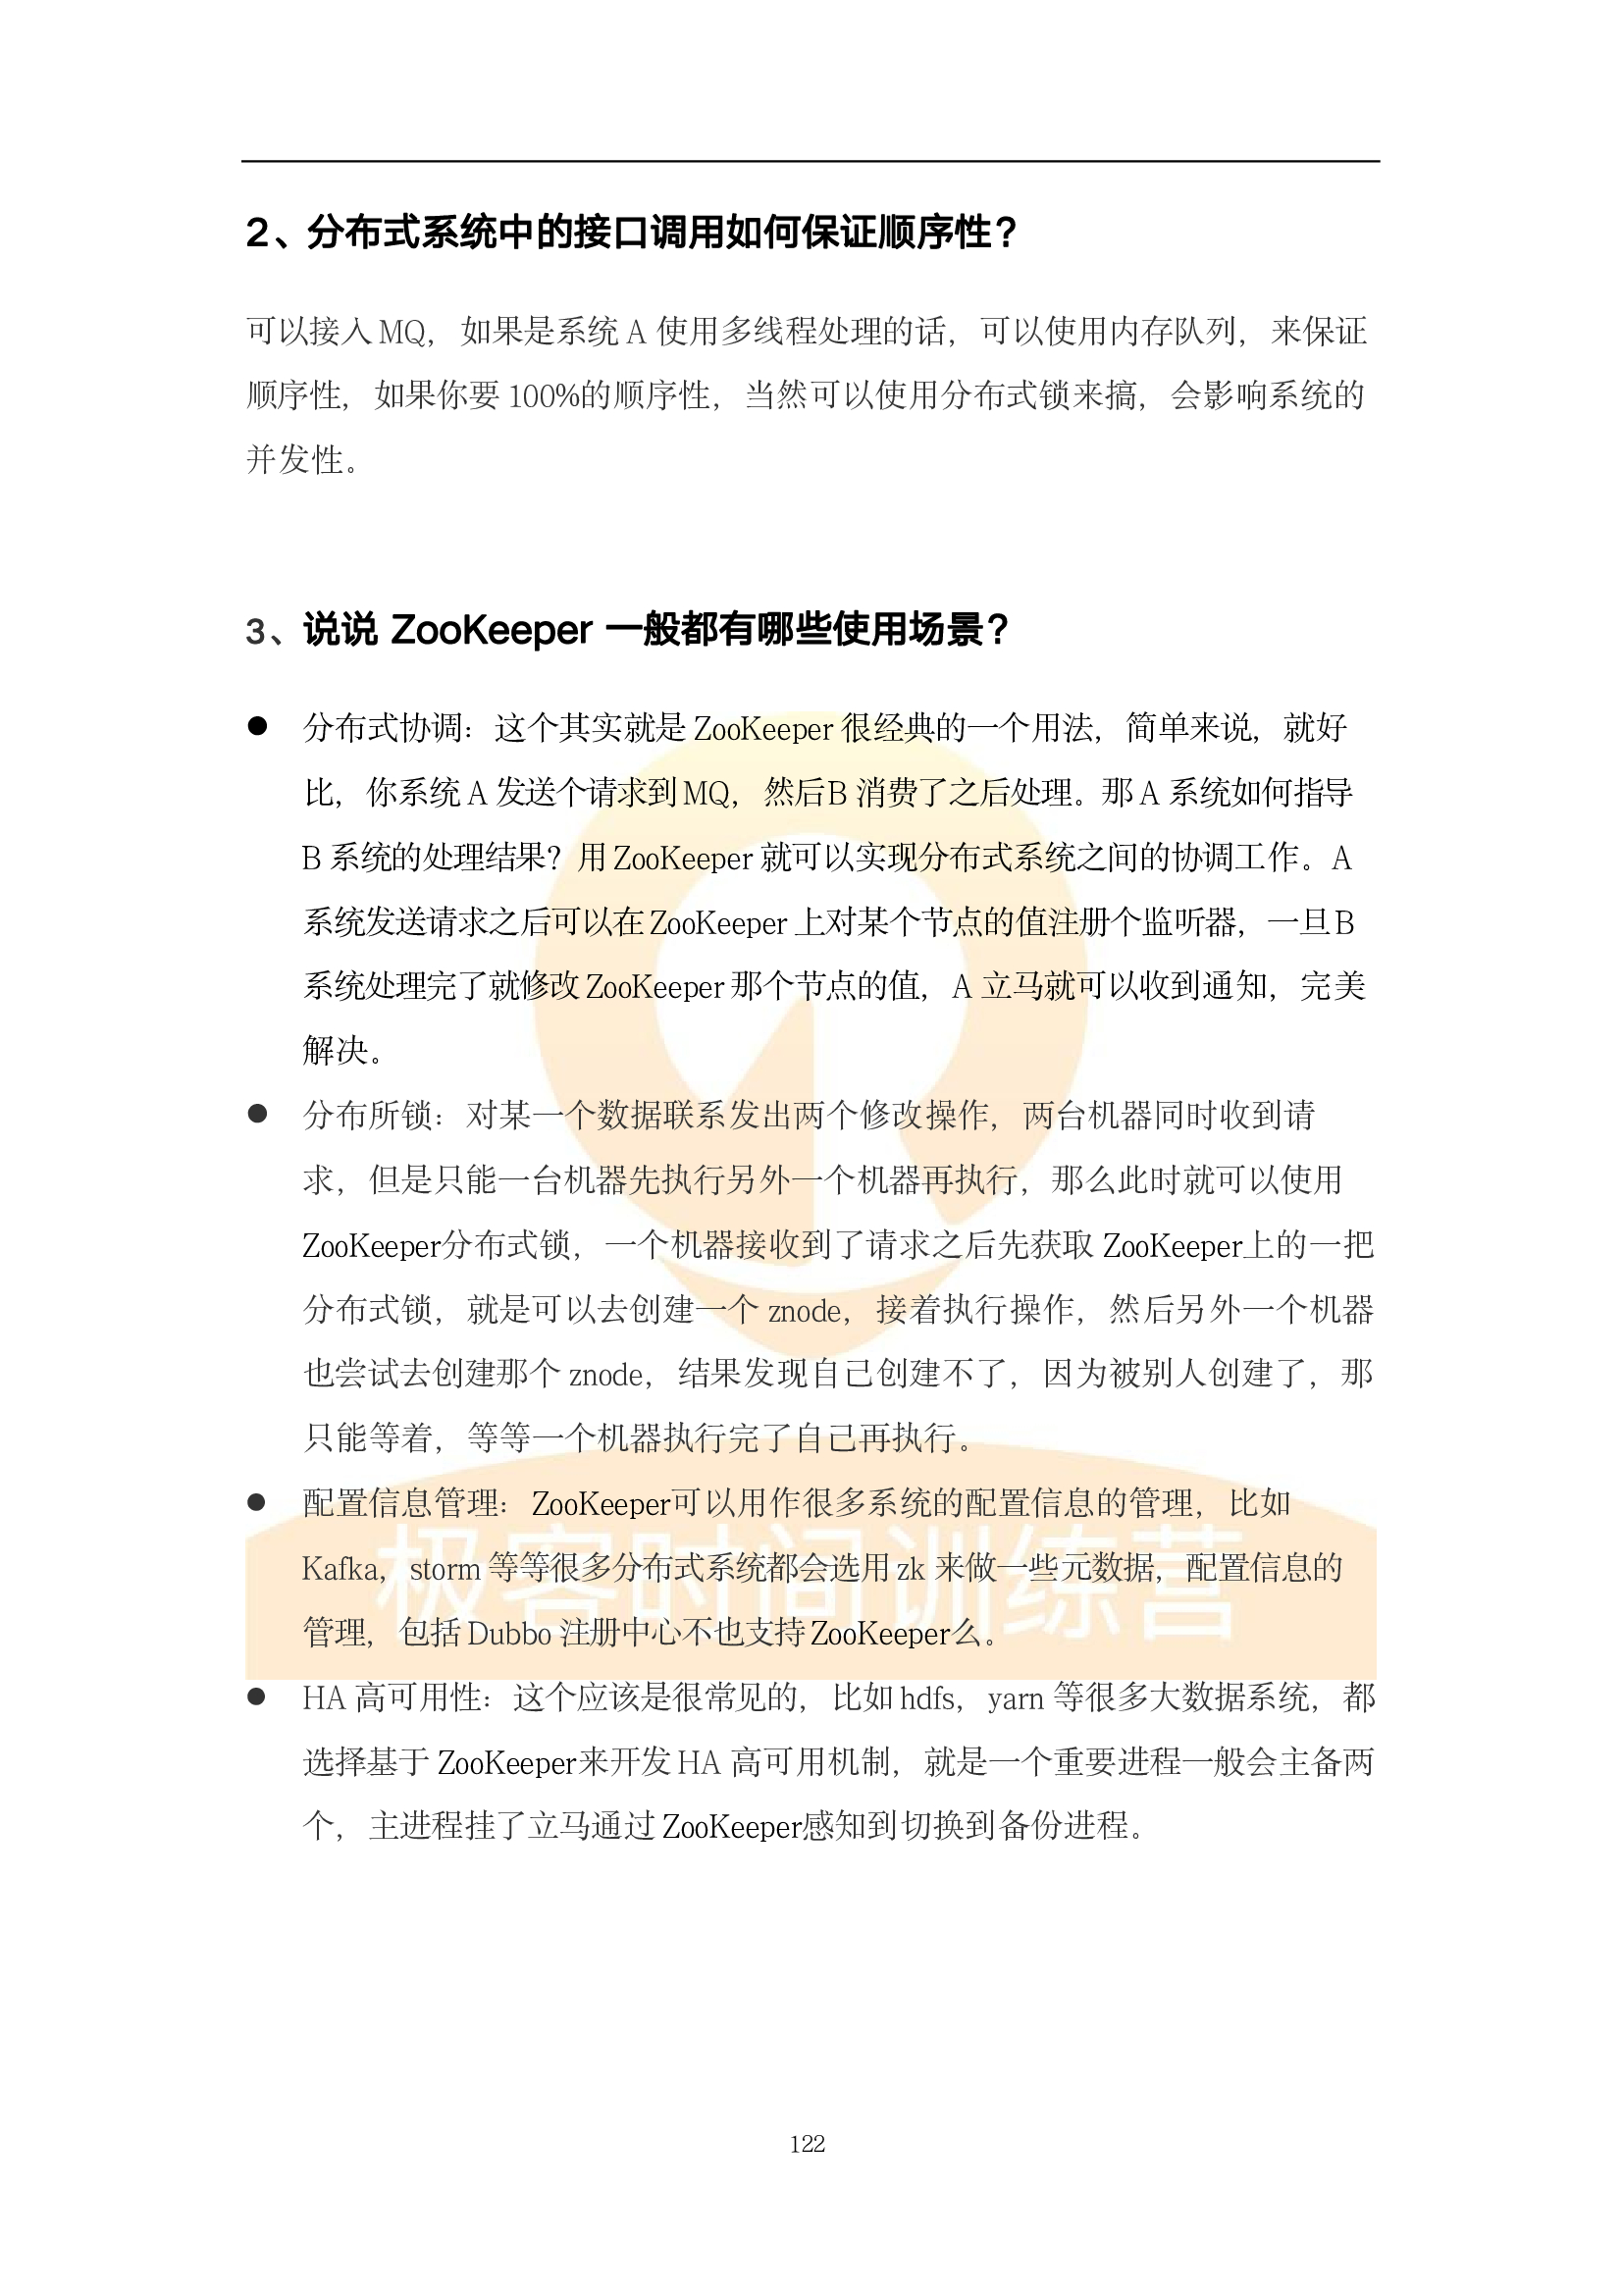 2、分布式系统中的接口调用如何保证顺序性？
可以接入 MQ，如果是系统 A 使用多线程处理的话，可以使用内存队列，来保证
顺序性，如果你要 100%的顺序性，当然可以使用分布式锁来搞，会影响系统的
并发性。
3、说说 ZooKeeper 一般都有哪些使用场景？
● 分布式协调：这个其实就是 ZooKeeper 很经典的一个用法，简单来说，就好
比，你系统 A 发送个请求到 MQ，然后 B 消费了之后处理。那 A 系统如何指导
B 系统的处理结果？用 ZooKeeper 就可以实现分布式系统之间的协调工作。A
系统发送请求之后可以在 ZooKeeper 上对某个节点的值注册个监听器，一旦 B
系统处理完了就修改 ZooKeeper 那个节点的值，A 立马就可以收到通知，完美
解决。
● 分布所锁：对某一个数据联系发出两个修改操作，两台机器同时收到请
求，但是只能一台机器先执行另外一个机器再执行，那么此时就可以使用
ZooKeeper分布式锁，一个机器接收到了请求之后先获取 ZooKeeper上的一把
分布式锁，就是可以去创建一个 znode，接着执行操作，然后另外一个机器
也尝试去创建那个 znode，结果发现自己创建不了，因为被别人创建了，那
只能等着，等等一个机器执行完了自己再执行。
● 配置信息管理：ZooKeeper可以用作很多系统的配置信息的管理，比如
Kafka，storm 等等很多分布式系统都会选用 zk 来做一些元数据，配置信息的
管理，包括 Dubbo 注册中心不也支持 ZooKeeper么。
极客时间训练营
● HA 高可用性：这个应该是很常见的，比如 hdfs，yarn 等很多大数据系统，都
选择基于 ZooKeeper来开发 HA 高可用机制，就是一个重要进程一般会主备两
个，主进程挂了立马通过 ZooKeeper感知到切换到备份进程。
122